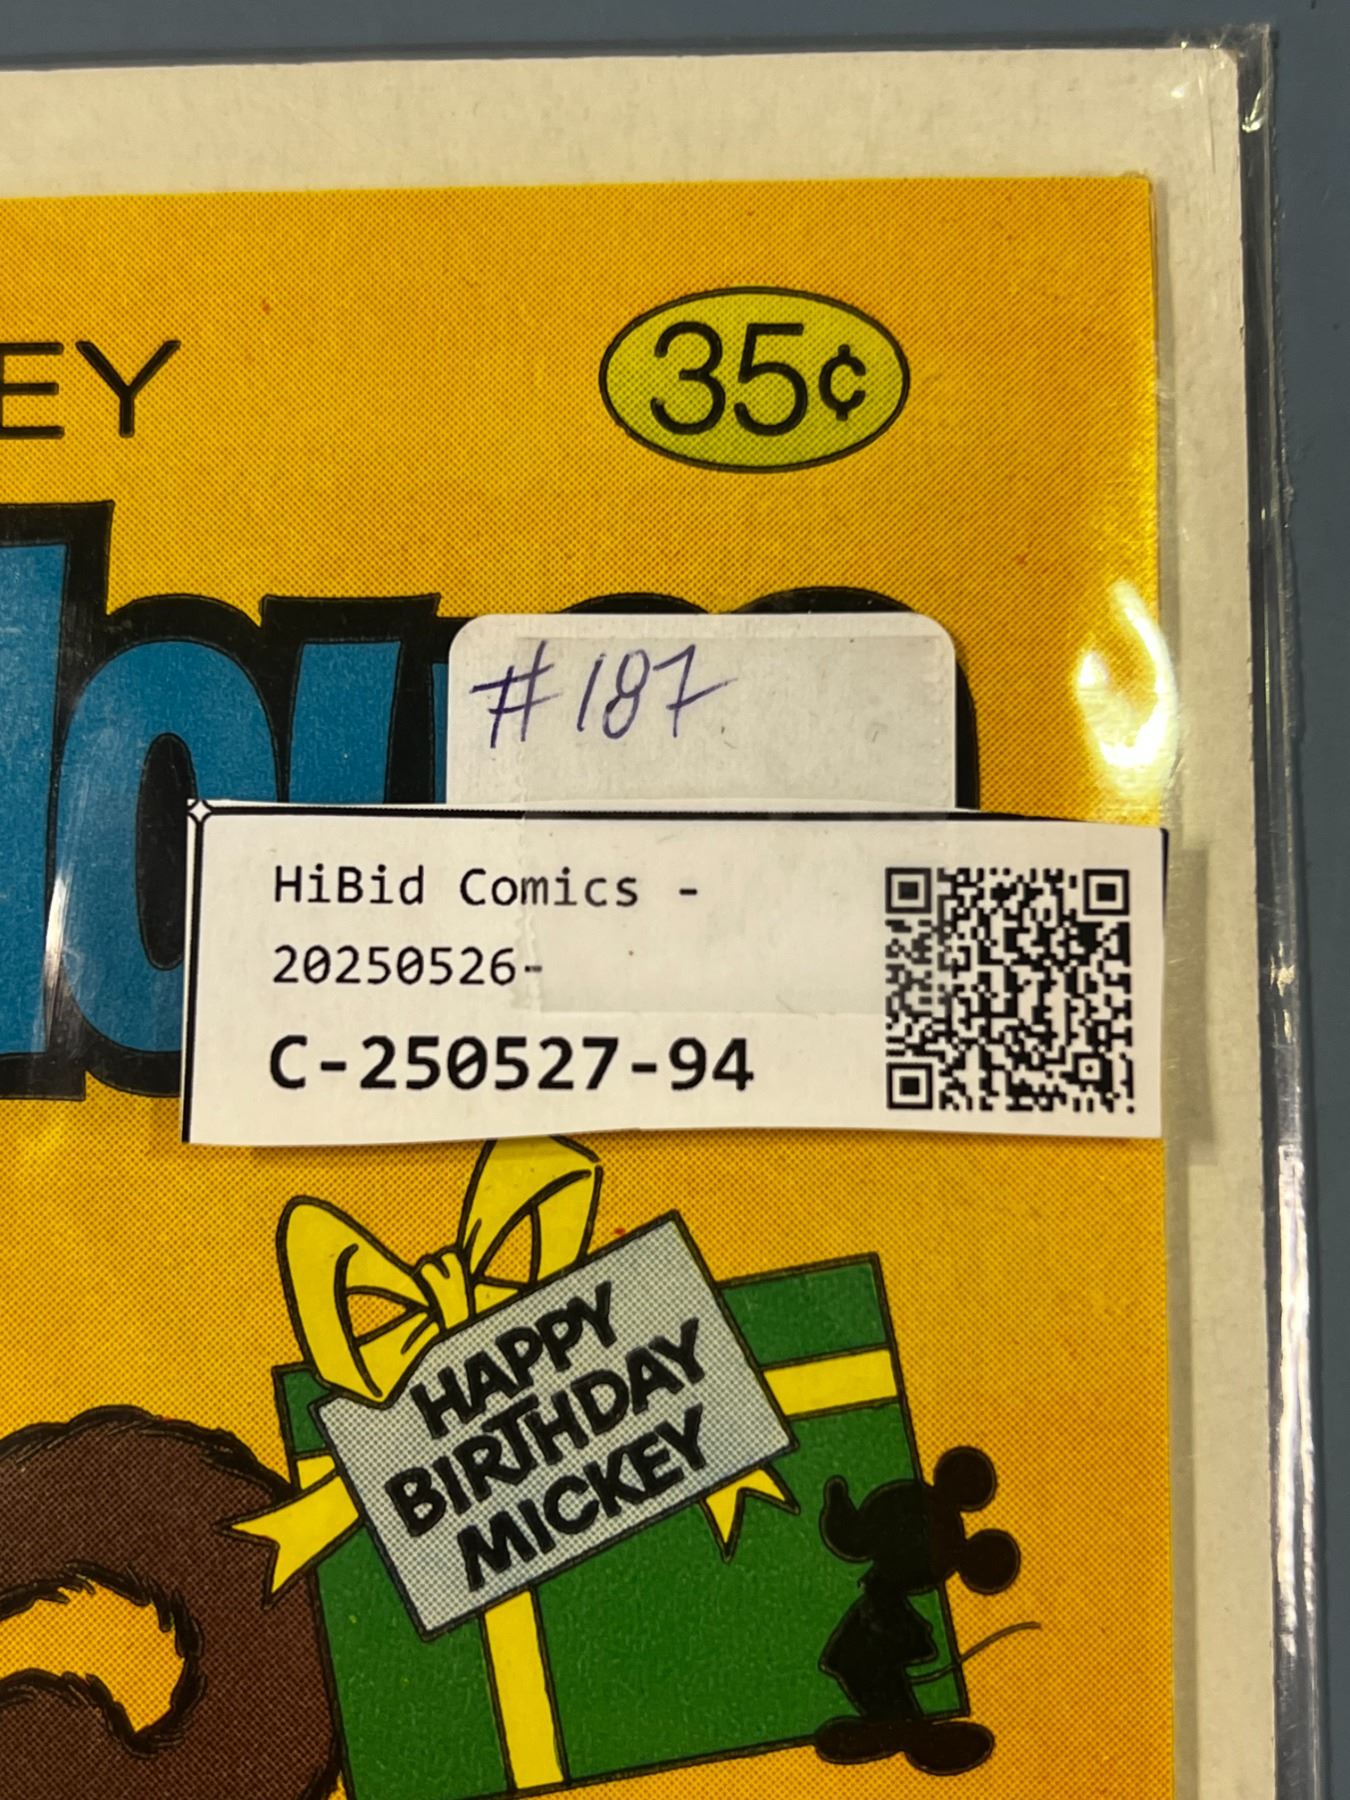 EY
35¢
#187
HiBid Comics -
20250526-
C-250527-94
HAPPY
BIRTHDAY
MICKEY